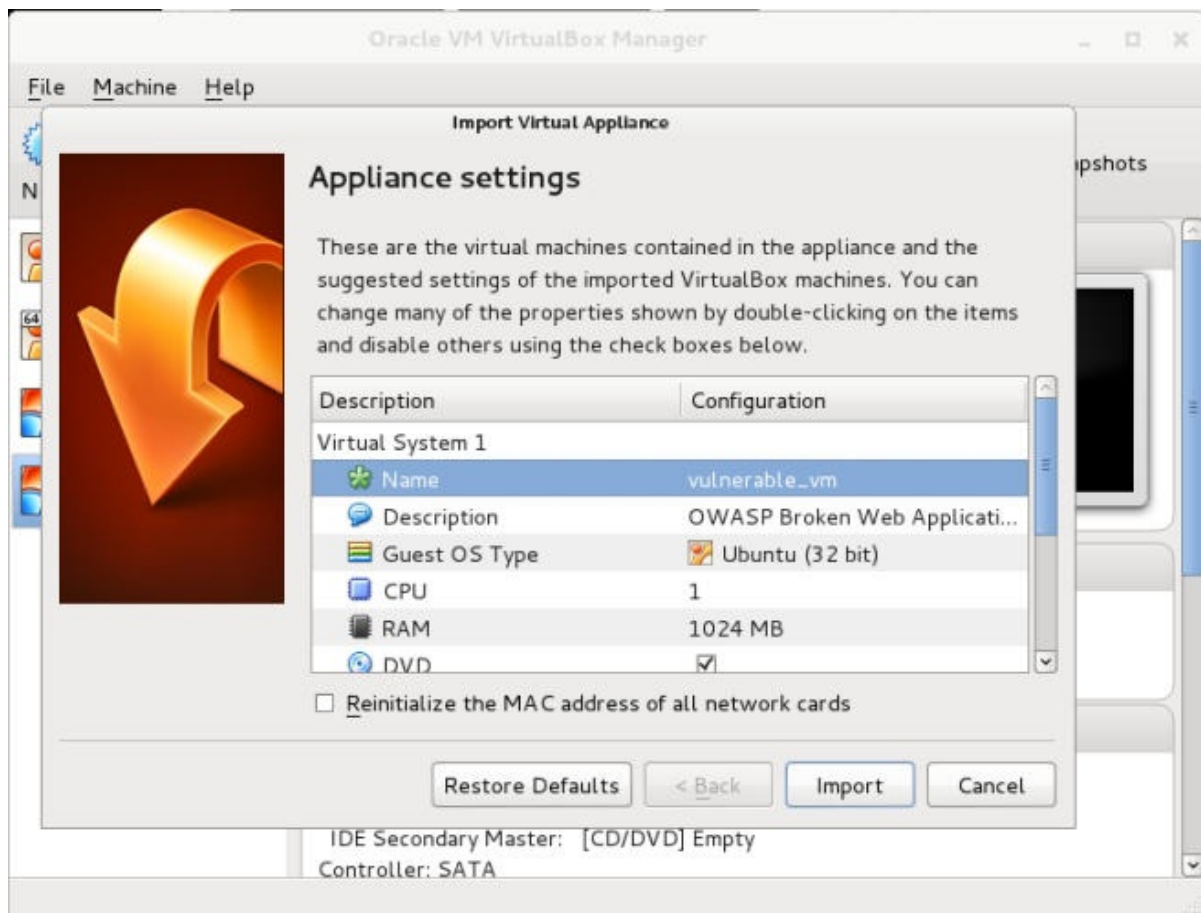 Oracle VM VirtualBox Manager
File Machine Help
Import Virtual Appliance
N
pshots
Appliance settings
These are the virtual machines contained in the appliance and the
suggested settings of the imported VirtualBox machines. You can
change many of the properties shown by double-clicking on the items
and disable others using the check boxes below.
64
Description Configuration
Virtual System 1
Name vulnerable_vm
Description OWASP Broken Web Applicati...
Guest OS Type Ubuntu (32 bit)
CPU 1
RAM 1024 MB
DVD
Reinitialize the MAC address of all network cards
Restore Defaults < Back Import Cancel
IDE Secondary Master: [CD/DVD] Empty
Controller: SATA